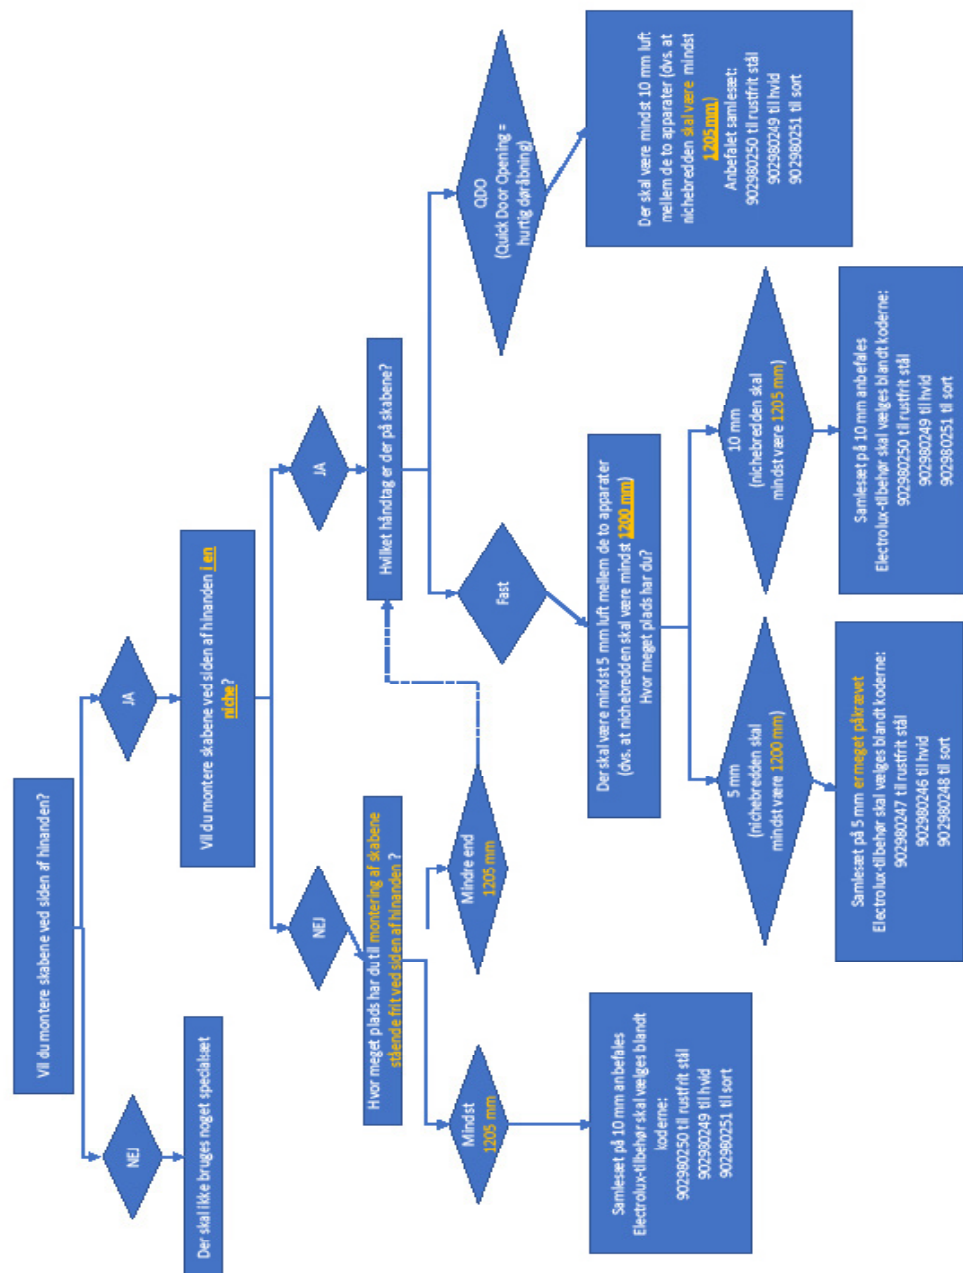 Vil du montere skabene ved siden af hinanden?
NEJ
JA
Der skal ikke bruges noget specialsæt
Vil du montere skabene ved siden af hinanden i en
niche?
NEJ
JA
Hvor meget plads har du til montering af skabene
stående frit ved siden af hinanden ?
Hvilket håndtag er der på skabene?
Mindst
1205 mm
Mindre end
1205 mm
Fast
QDO
(Quick Door Opening =
hurtig døråbning)
Samlesæt på 10 mm anbefales
Electrolux-tilbehør skal vælges blandt
koderne:
902980250 til rustfrit stål
902980249 til hvid
902980251 til sort
Der skal være mindst 5 mm luft mellem de to apparater
(dvs. at nichebredden skal være mindst 1200 mm)
Hvor meget plads har du?
Der skal være mindst 10 mm luft
mellem de to apparater (dvs. at
nichebredden skal være mindst
1205 mm)
Anbefalet samlesæt:
902980250 til rustfrit stål
902980249 til hvid
902980251 til sort
5 mm
(nichebredden skal
mindst være 1200 mm)
10 mm
(nichebredden skal
mindst være 1205 mm)
Samlesæt på 5 mm er meget påkrævet
Electrolux-tilbehør skal vælges blandt koderne:
902980247 til rustfrit stål
902980246 til hvid
902980248 til sort
Samlesæt på 10 mm anbefales
Electrolux-tilbehør skal vælges blandt koderne:
902980250 til rustfrit stål
902980249 til hvid
902980251 til sort